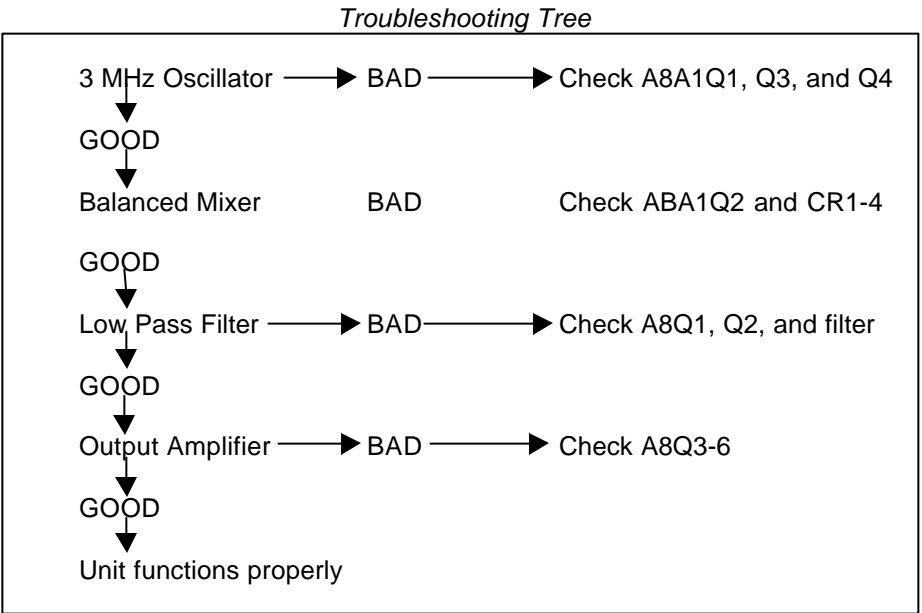 Troubleshooting Tree
3 MHz Oscillator BAD Check A8A1Q1, Q3, and Q4
GOOD
Balanced Mixer BAD Check ABA1Q2 and CR1-4
GOOD
Low Pass Filter BAD Check A8Q1, Q2, and filter
GOOD
Output Amplifier BAD Check A8Q3-6
GOOD
Unit functions properly